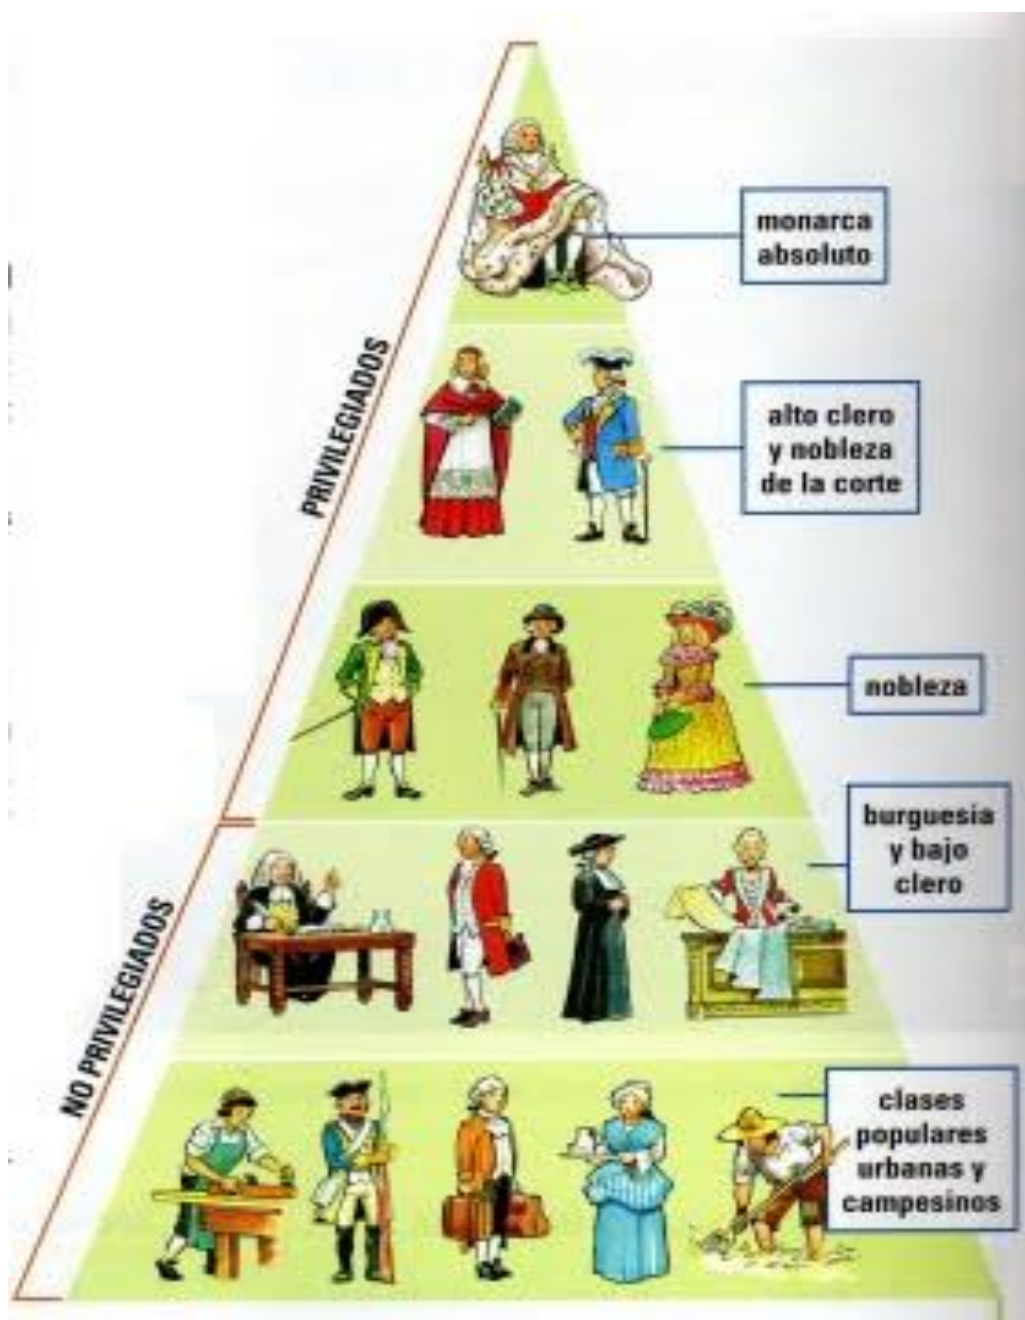 monarca
absoluto
PRIVILEGIADOS
alto clero
y nobleza
de la corte
nobleza
burguesia
y bajo
clero
NO PRIVILEGIADOS
clases
populares
urbanas y
campesinos